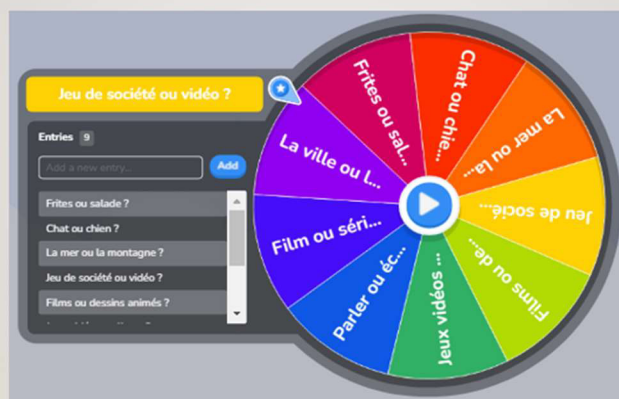 Jeu de société ou vidéo ?
Entries 9
Add a new entry...
Add
Frites ou salade ?
Chat ou chien ?
La mer ou la montagne ?
Jeu de société ou vidéo ?
Films ou dessins animés ?
La ville ou l...
Frites ou sal...
Chat ou chie...
La mer ou la...
Jeu de socié...
Films ou de...
Jeux vidéos ...
Parler ou éc...
Film ou séri...